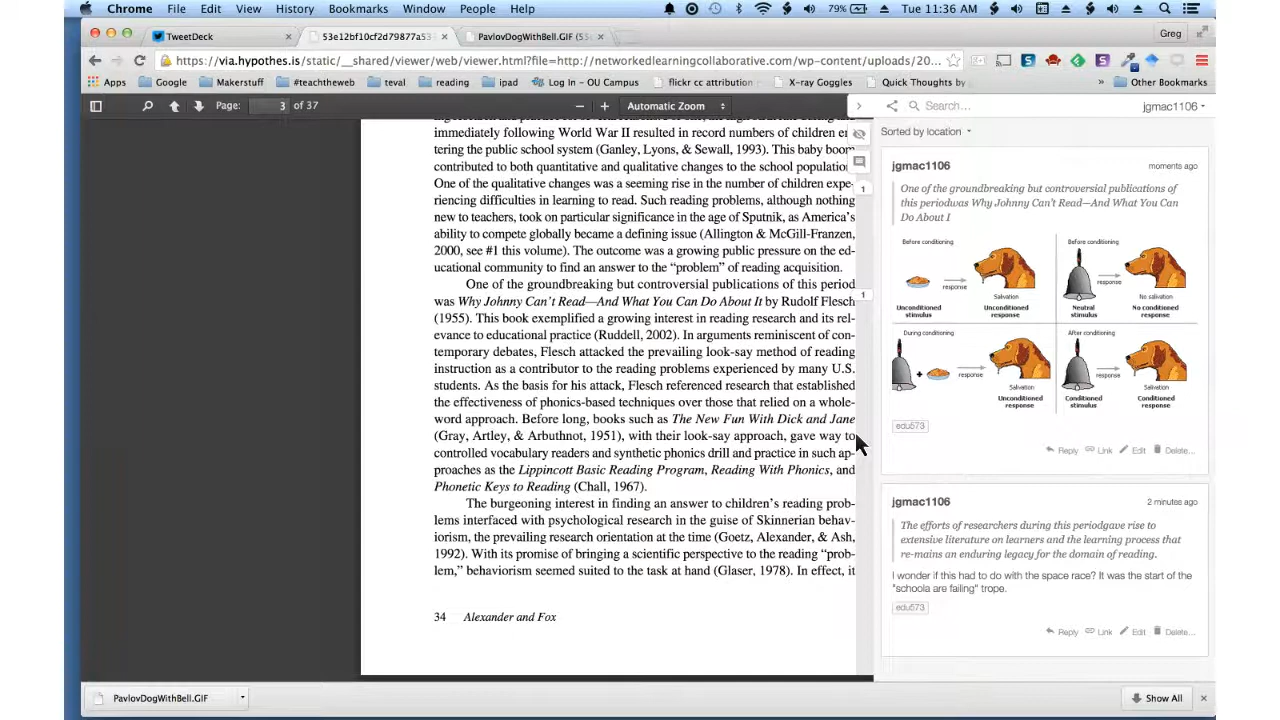 Chrome File Edit View History Bookmarks Window People Help 79% Tue 11:36 AM
TweetDeck 53e12bf10cf2d79877a53 PavlovDogWithBell.GIF (55 Greg
https://via.hypothes.is/static/__shared/viewer/web/viewer.html?file=http://networkedlearningcollaborative.com/wp-content/uploads/20...
Apps Google Makerstuff #teachtheweb teval reading ipad Log In - OU Campus flickr cc attribution X-ray Goggles Quick Thoughts by » Other Bookmarks
Page: 3 of 37 Automatic Zoom Search... jgmac1106
immediately following World War II resulted in record numbers of children en
tering the public school system (Ganley, Lyons, & Sewall, 1993). This baby boom
contributed to both quantitative and qualitative changes to the school population
One of the qualitative changes was a seeming rise in the number of children expe-
riencing difficulties in learning to read. Such reading problems, although nothing
new to teachers, took on particular significance in the age of Sputnik, as America's
ability to compete globally became a defining issue (Allington & McGill-Franzen,
2000, see #1 this volume). The outcome was a growing public pressure on the ed-
ucational community to find an answer to the "problem" of reading acquisition.
One of the groundbreaking but controversial publications of this period
was Why Johnny Can't Read—And What You Can Do About It by Rudolf Flesch
(1955). This book exemplified a growing interest in reading research and its rel-
evance to educational practice (Ruddell, 2002). In arguments reminiscent of con-
temporary debates, Flesch attacked the prevailing look-say method of reading
instruction as a contributor to the reading problems experienced by many U.S.
students. As the basis for his attack, Flesch referenced research that established
the effectiveness of phonics-based techniques over those that relied on a whole-
word approach. Before long, books such as The New Fun With Dick and Jane
(Gray, Artley, & Arbuthnot, 1951), with their look-say approach, gave way to
controlled vocabulary readers and synthetic phonics drill and practice in such ap-
proaches as the Lippincott Basic Reading Program, Reading With Phonics, and
Phonetic Keys to Reading (Chall, 1967).
The burgeoning interest in finding an answer to children's reading prob-
lems interfaced with psychological research in the guise of Skinnerian behav-
iorism, the prevailing research orientation at the time (Goetz, Alexander, & Ash,
1992). With its promise of bringing a scientific perspective to the reading "prob-
lem," behaviorism seemed suited to the task at hand (Glaser, 1978). In effect, it
34 Alexander and Fox
1
1
Sorted by location
jgmac1106 moments ago
One of the groundbreaking but controversial publications of
this periodwas Why Johnny Can't Read—And What You Can
Do About I
Before conditioning Before conditioning
response response
Salvation No salvation
Unconditioned stimulus Unconditioned response Neutral stimulus No conditioned response
During conditioning After conditioning
+ response response
Salvation Salvation
Unconditioned response Conditioned stimulus Conditioned response
edu573
Reply Link Edit Delete...
jgmac1106 2 minutes ago
The efforts of researchers during this periodgave rise to
extensive literature on learners and the learning process that
re-mains an enduring legacy for the domain of reading.
I wonder if this had to do with the space race? It was the start of the
"schoola are failing" trope.
edu573
Reply Link Edit Delete...
PavlovDogWithBell.GIF Show All